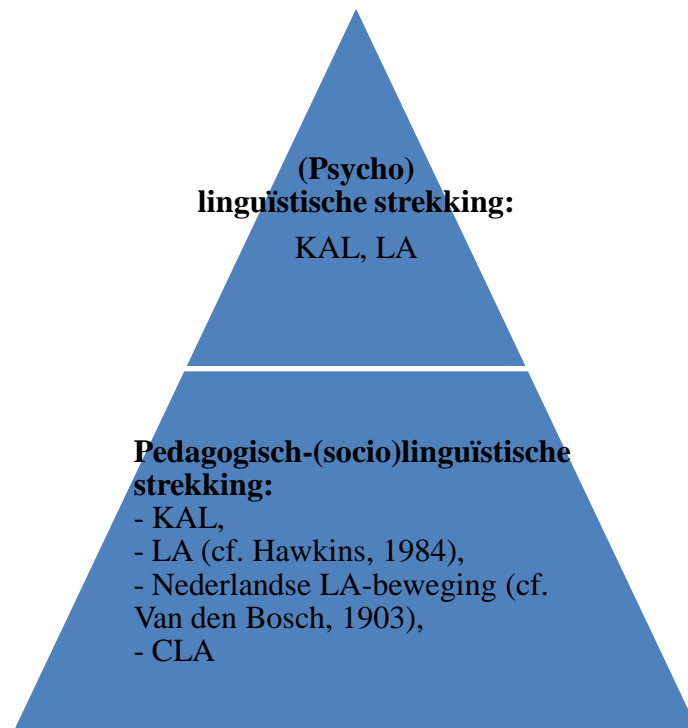 (Psycho)
linguïstische strekking:
KAL, LA
Pedagogisch-(socio)linguïstische
strekking:
- KAL,
- LA (cf. Hawkins, 1984),
- Nederlandse LA-beweging (cf.
Van den Bosch, 1903),
- CLA